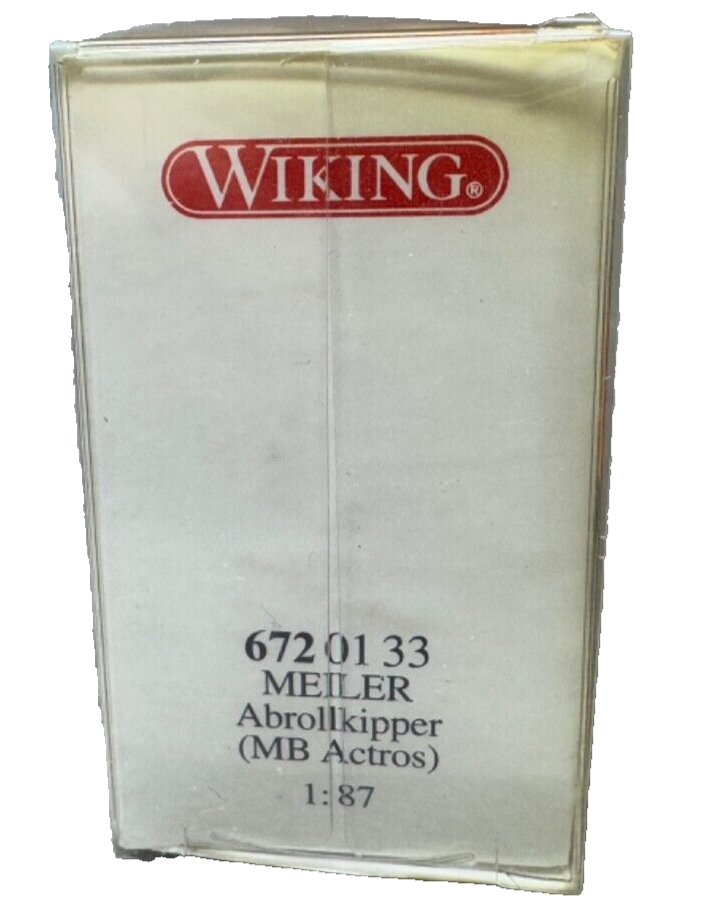 WIKING®
672 01 33
MEILER
Abrollkipper
(MB Actros)
1:87